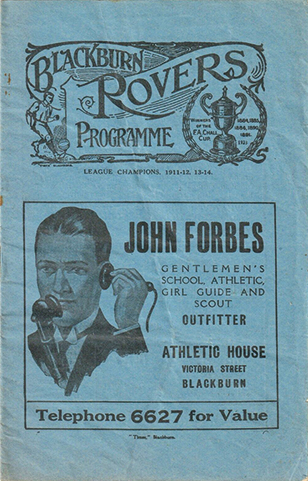 BLACKBURN
ROVERS
PROGRAMME.
WINNERS
OF THE
F.A. CHALL.
CUP
1884, 1885,
1886, 1890,
1891.
LEAGUE CHAMPIONS, 1911-12, 13-14.
JOHN FORBES
GENTLEMEN'S
SCHOOL, ATHLETIC,
GIRL GUIDE AND
SCOUT
OUTFITTER
ATHLETIC HOUSE
VICTORIA STREET
BLACKBURN
Telephone 6627 for Value
"Times," Blackburn.